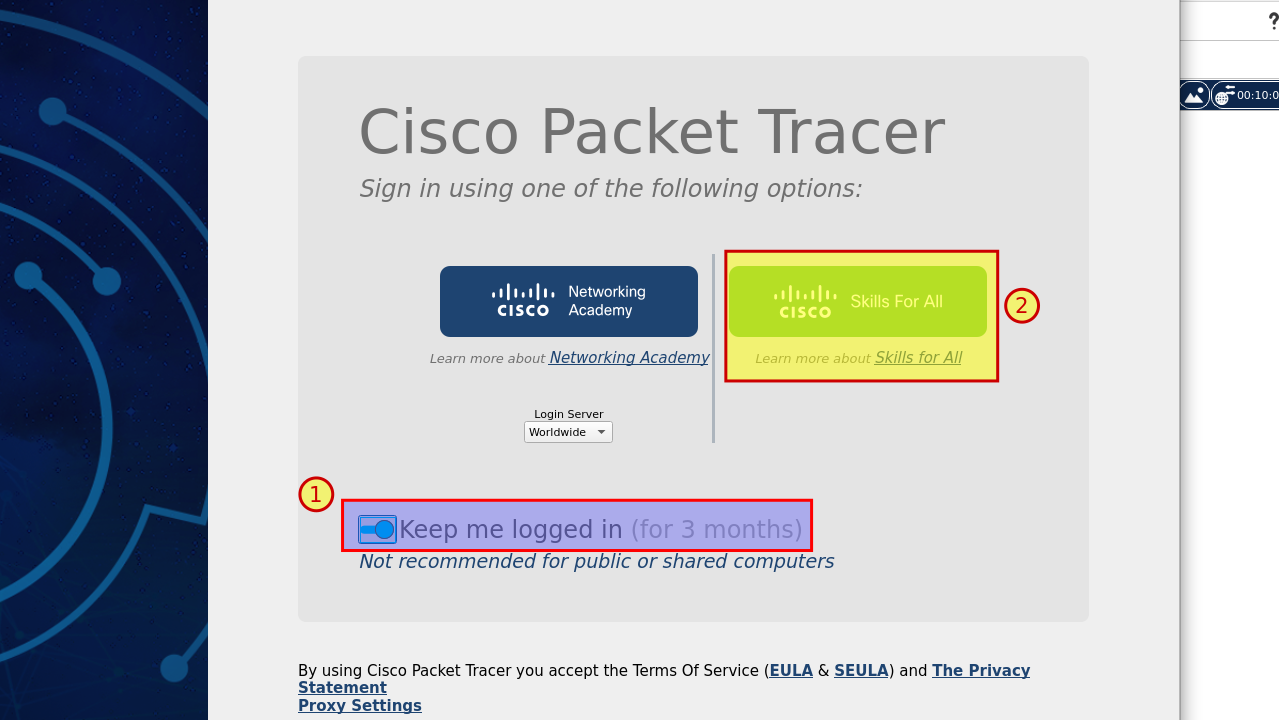 ?
00:10:0
Cisco Packet Tracer
Sign in using one of the following options:
CISCO Networking Academy
CISCO Skills For All
2
Learn more about Networking Academy
Learn more about Skills for All
Login Server
Worldwide
1
Keep me logged in (for 3 months)
Not recommended for public or shared computers
By using Cisco Packet Tracer you accept the Terms Of Service (EULA & SEULA) and The Privacy
Statement
Proxy Settings